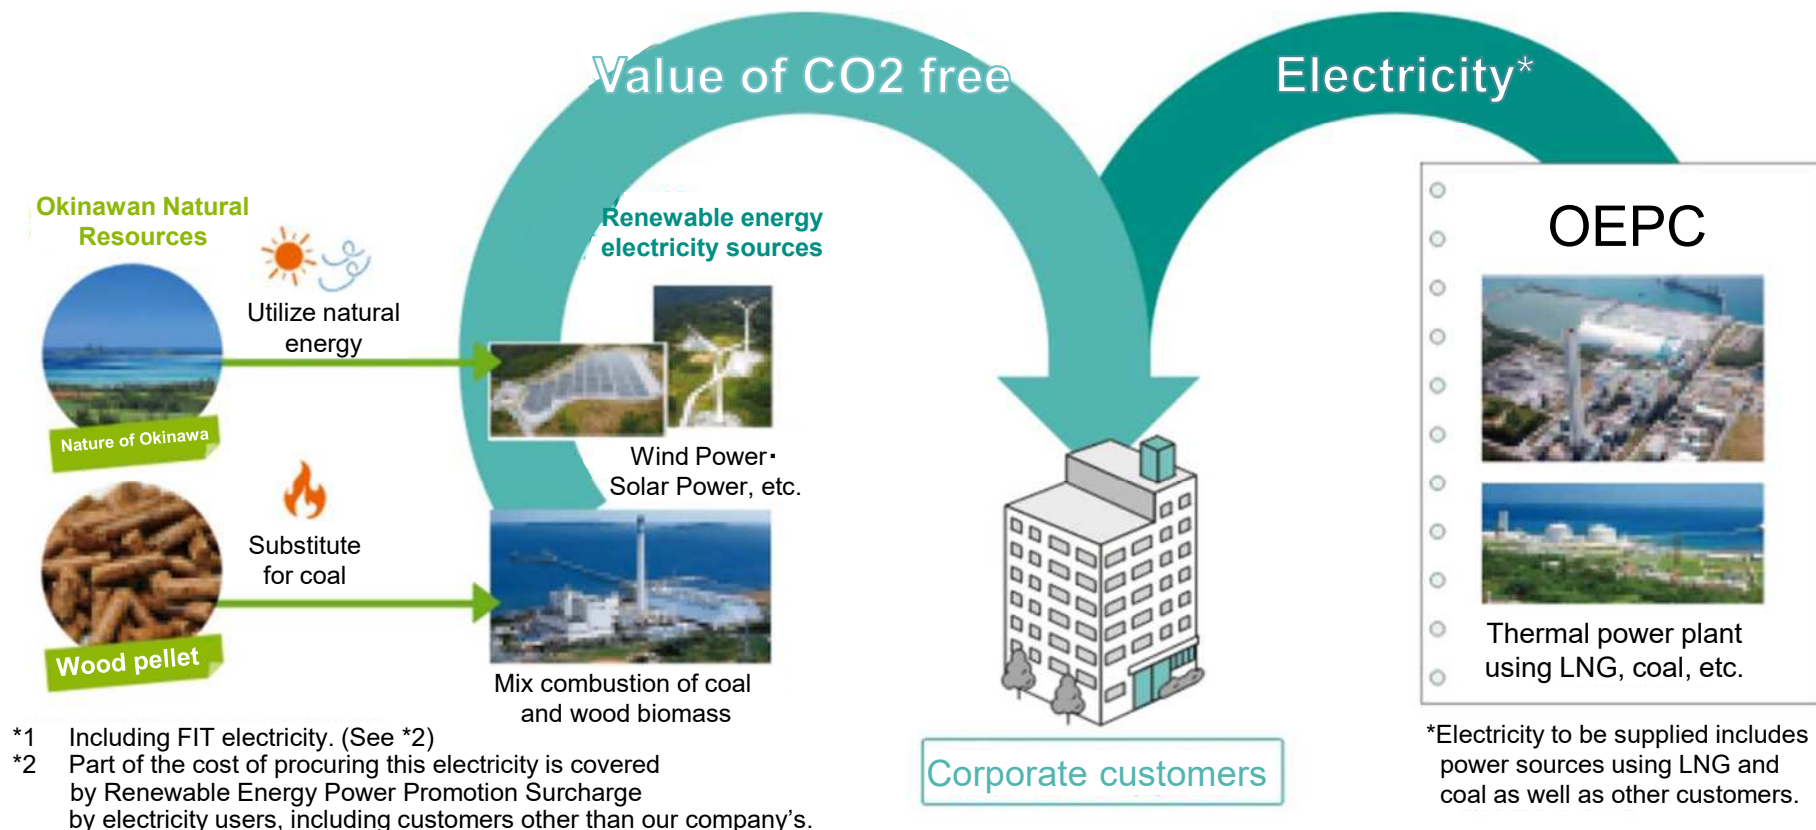 Value of CO2 free
Electricity*
Okinawan Natural
Resources
Utilize natural
energy
Nature of Okinawa
Substitute
for coal
Wood pellet
Renewable energy
electricity sources
Wind Power･
Solar Power, etc.
Mix combustion of coal
and wood biomass
*1 Including FIT electricity. (See *2)
*2 Part of the cost of procuring this electricity is covered
by Renewable Energy Power Promotion Surcharge
by electricity users, including customers other than our company’s.
Corporate customers
OEPC
Thermal power plant
using LNG, coal, etc.
*Electricity to be supplied includes
power sources using LNG and
coal as well as other customers.